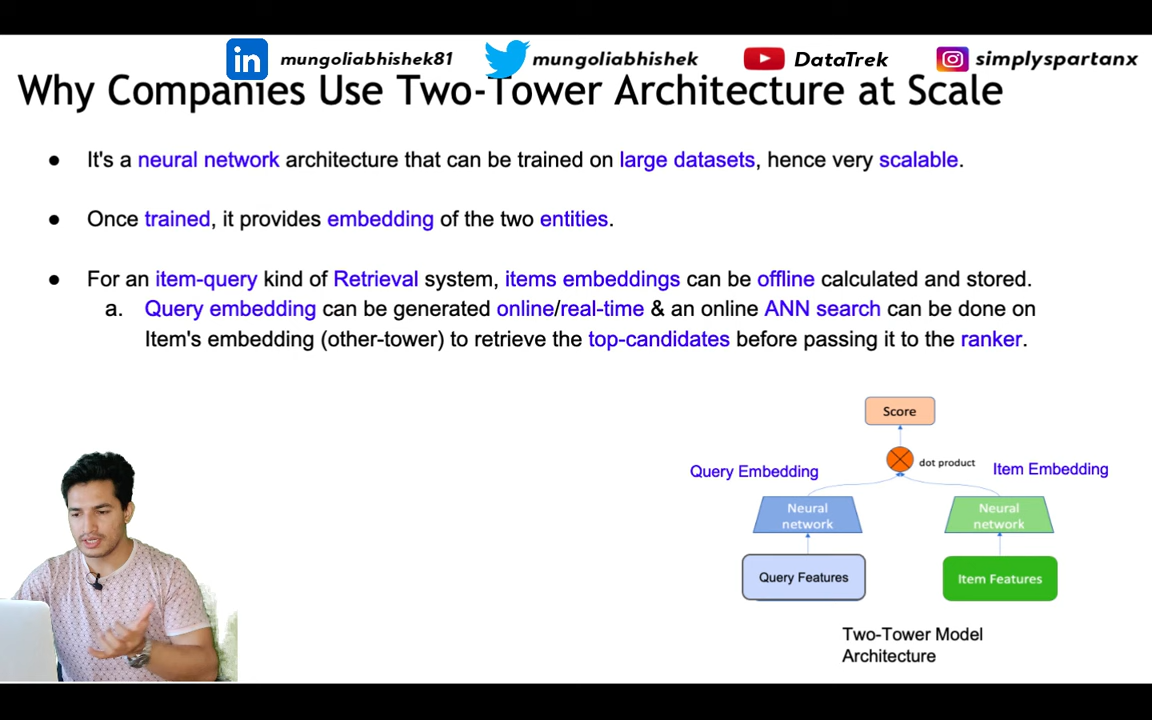 in mungoliabhishek81 mungoliabhishek DataTrek simplyspartanx
Why Companies Use Two-Tower Architecture at Scale
● It's a neural network architecture that can be trained on large datasets, hence very scalable.
● Once trained, it provides embedding of the two entities.
● For an item-query kind of Retrieval system, items embeddings can be offline calculated and stored.
a. Query embedding can be generated online/real-time & an online ANN search can be done on
Item's embedding (other-tower) to retrieve the top-candidates before passing it to the ranker.
Score
dot product
Query Embedding
Item Embedding
Neural
network
Neural
network
Query Features
Item Features
Two-Tower Model
Architecture